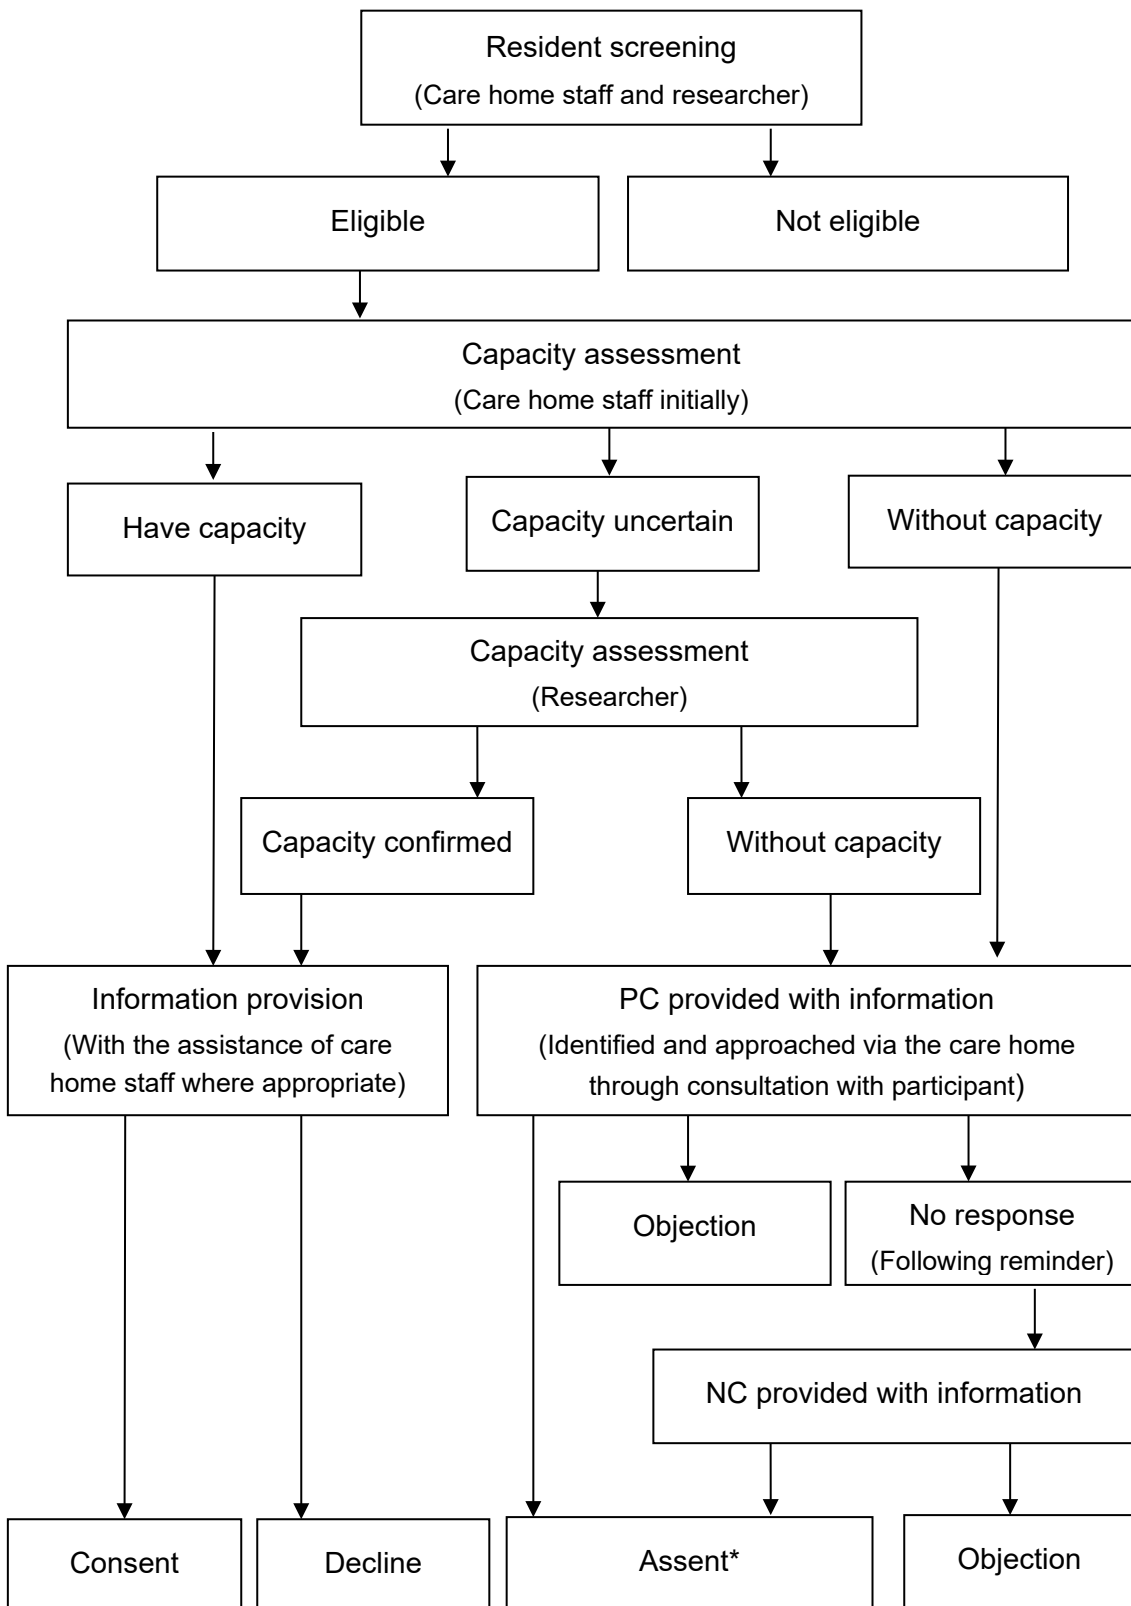 Resident screening
(Care home staff and researcher)
Eligible
Not eligible
Capacity assessment
(Care home staff initially)
Have capacity
Capacity uncertain
Without capacity
Capacity assessment
(Researcher)
Capacity confirmed
Without capacity
Information provision
(With the assistance of care
home staff where appropriate)
PC provided with information
(Identified and approached via the care home
through consultation with participant)
Objection
No response
(Following reminder)
NC provided with information
Consent
Decline
Assent*
Objection